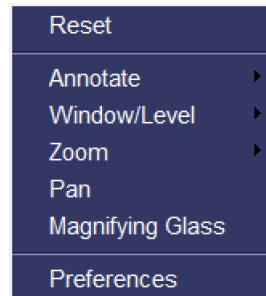 Reset
Annotate
Window/Level
Zoom
Pan
Magnifying Glass
Preferences